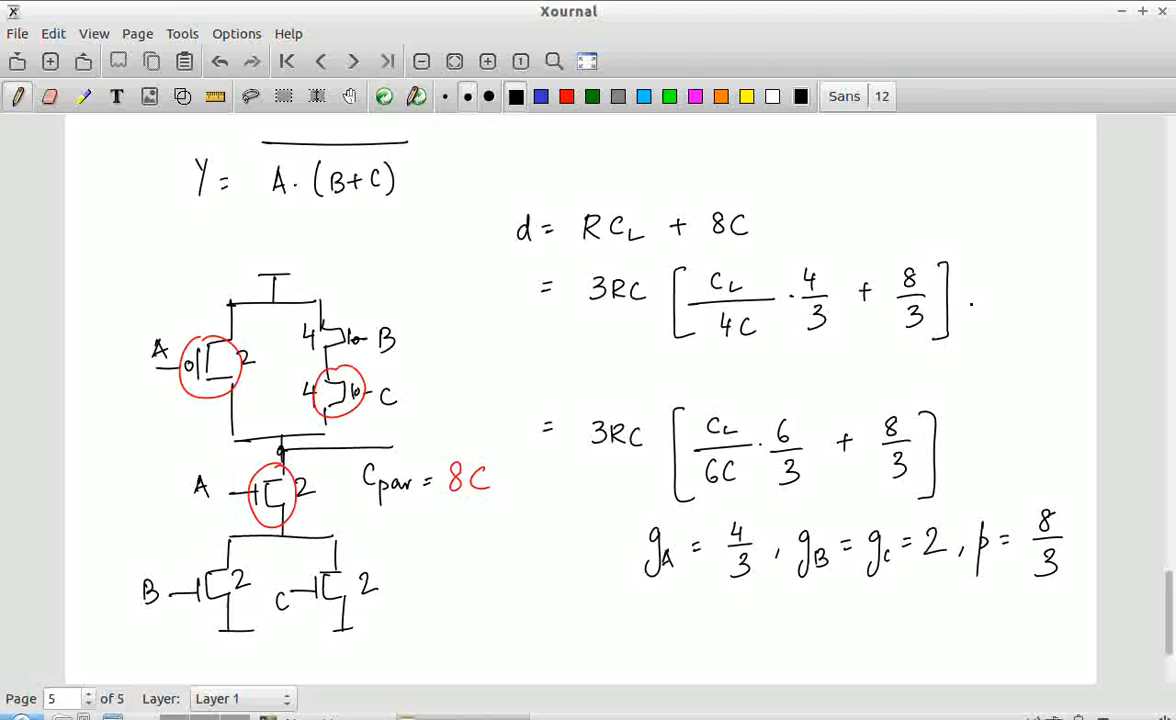 Xournal
File Edit View Page Tools Options Help
Sans 12
Y = \overline{A. (B+C)}
d = RC_L + 8C
= 3RC [ C_L/4C . 4/3 + 8/3 ] .
A 2 4 B
4 C
= 3RC [ C_L/6C . 6/3 + 8/3 ]
A 2 C_par = 8C
g_A = 4/3 , g_B = g_C = 2 , p = 8/3
B 2 C 2
Page 5 of 5 Layer: Layer 1